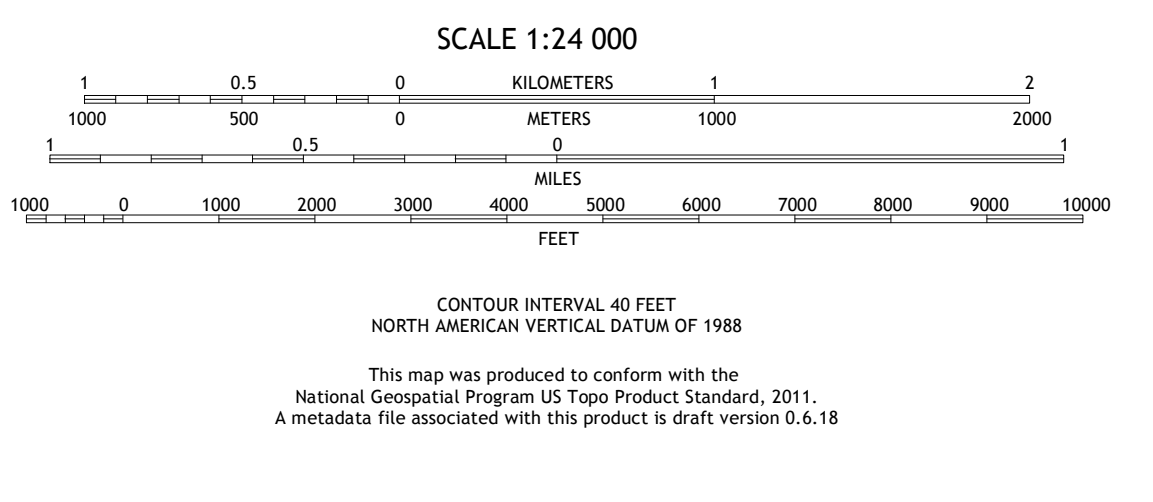 SCALE 1:24 000
1 0.5 0 KILOMETERS 1 2
1000 500 0 METERS 1000 2000
1 0.5 0 1
MILES
1000 0 1000 2000 3000 4000 5000 6000 7000 8000 9000 10000
FEET
CONTOUR INTERVAL 40 FEET
NORTH AMERICAN VERTICAL DATUM OF 1988
This map was produced to conform with the
National Geospatial Program US Topo Product Standard, 2011.
A metadata file associated with this product is draft version 0.6.18